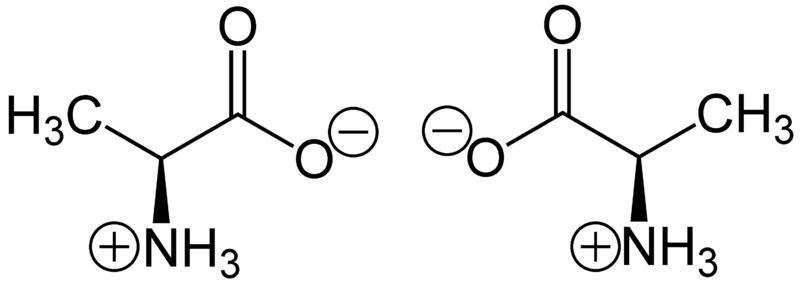 O O
H₃C CH₃
O⊖ ⊖O
⊕NH₃ ⊕NH₃